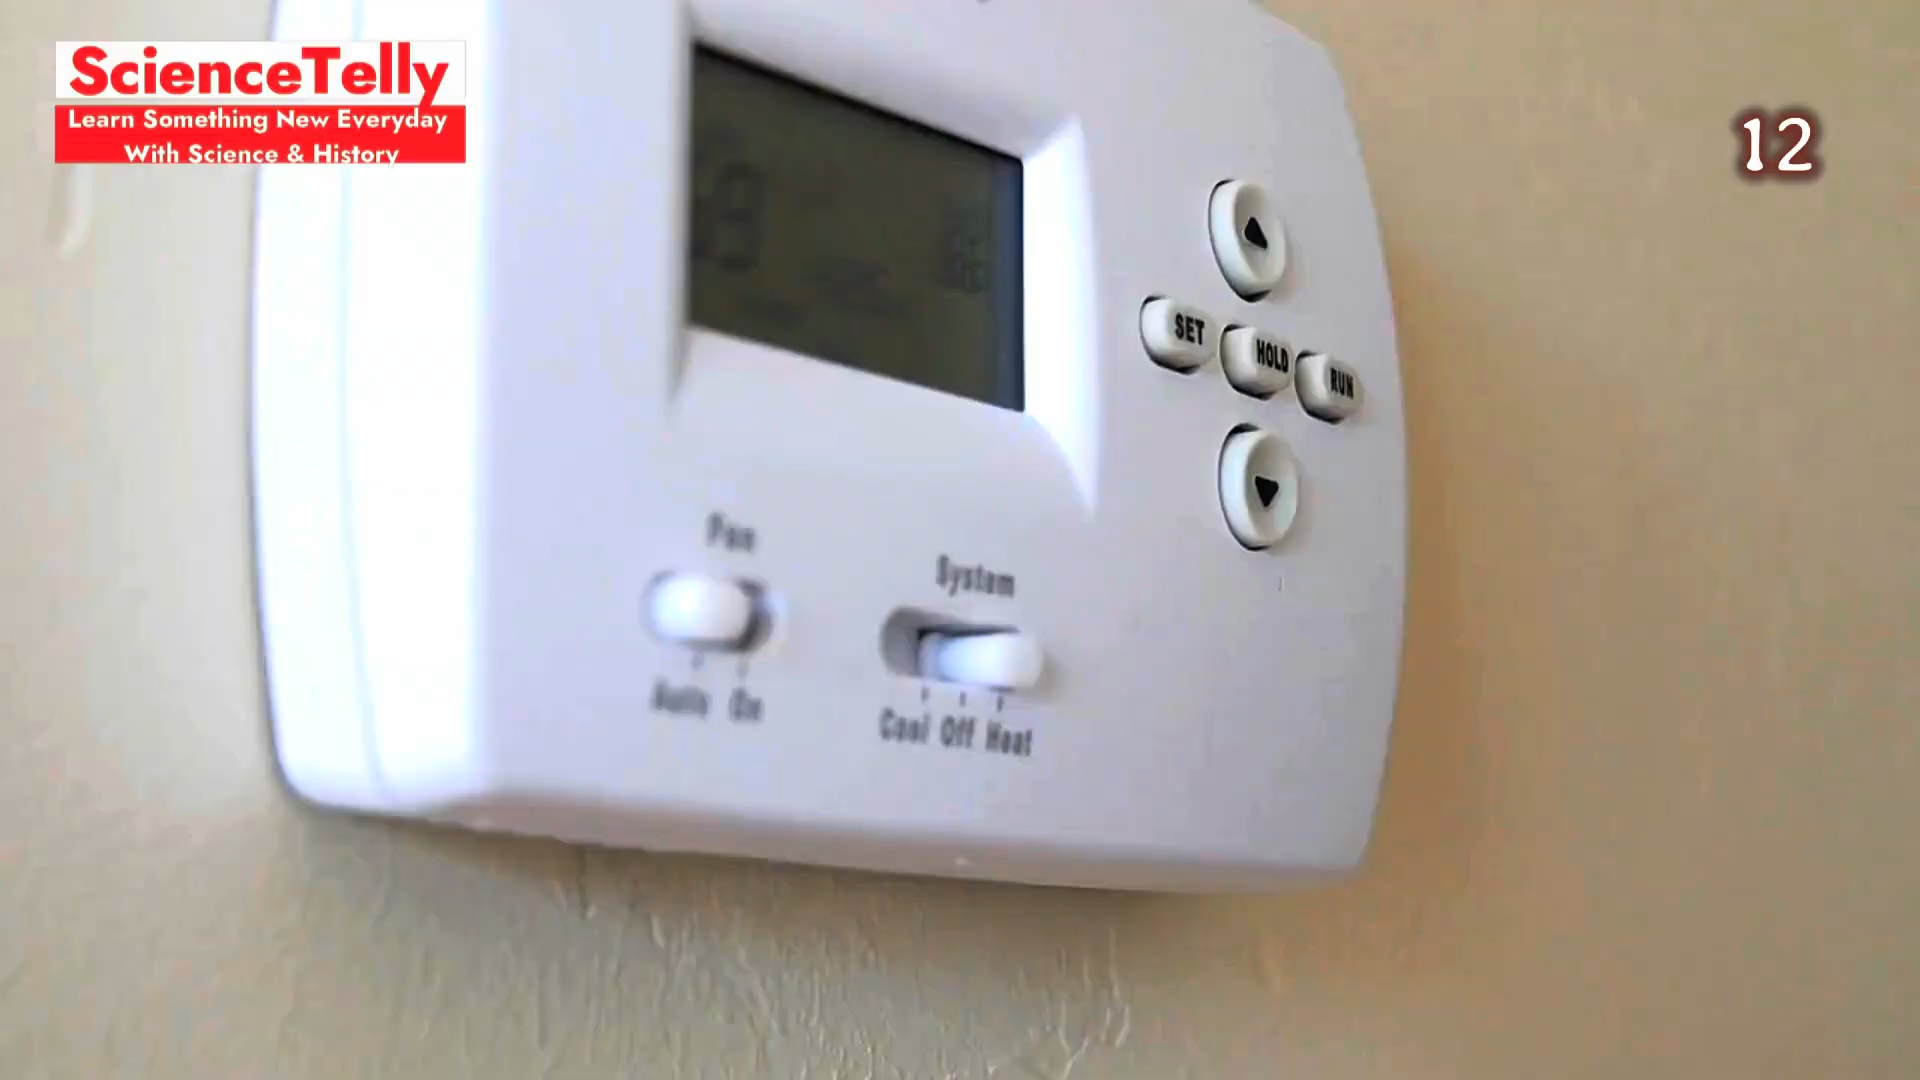 ScienceTelly
Learn Something New Everyday
With Science & History
12
SET
HOLD
RUN
Fan
Auto On
System
Cool Off Heat